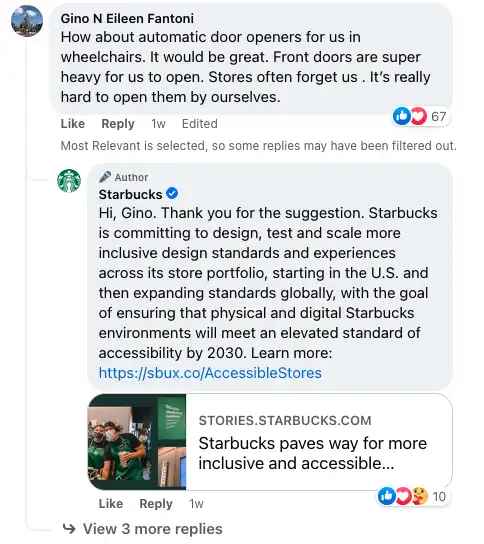 Gino N Eileen Fantoni
How about automatic door openers for us in
wheelchairs. It would be great. Front doors are super
heavy for us to open. Stores often forget us . It's really
hard to open them by ourselves.
67
Like Reply 1w Edited
Most Relevant is selected, so some replies may have been filtered out.
Author
Starbucks
Hi, Gino. Thank you for the suggestion. Starbucks
is committing to design, test and scale more
inclusive design standards and experiences
across its store portfolio, starting in the U.S. and
then expanding standards globally, with the goal
of ensuring that physical and digital Starbucks
environments will meet an elevated standard of
accessibility by 2030. Learn more:
https://sbux.co/AccessibleStores
STORIES.STARBUCKS.COM
Starbucks paves way for more
inclusive and accessible...
10
Like Reply 1w
View 3 more replies